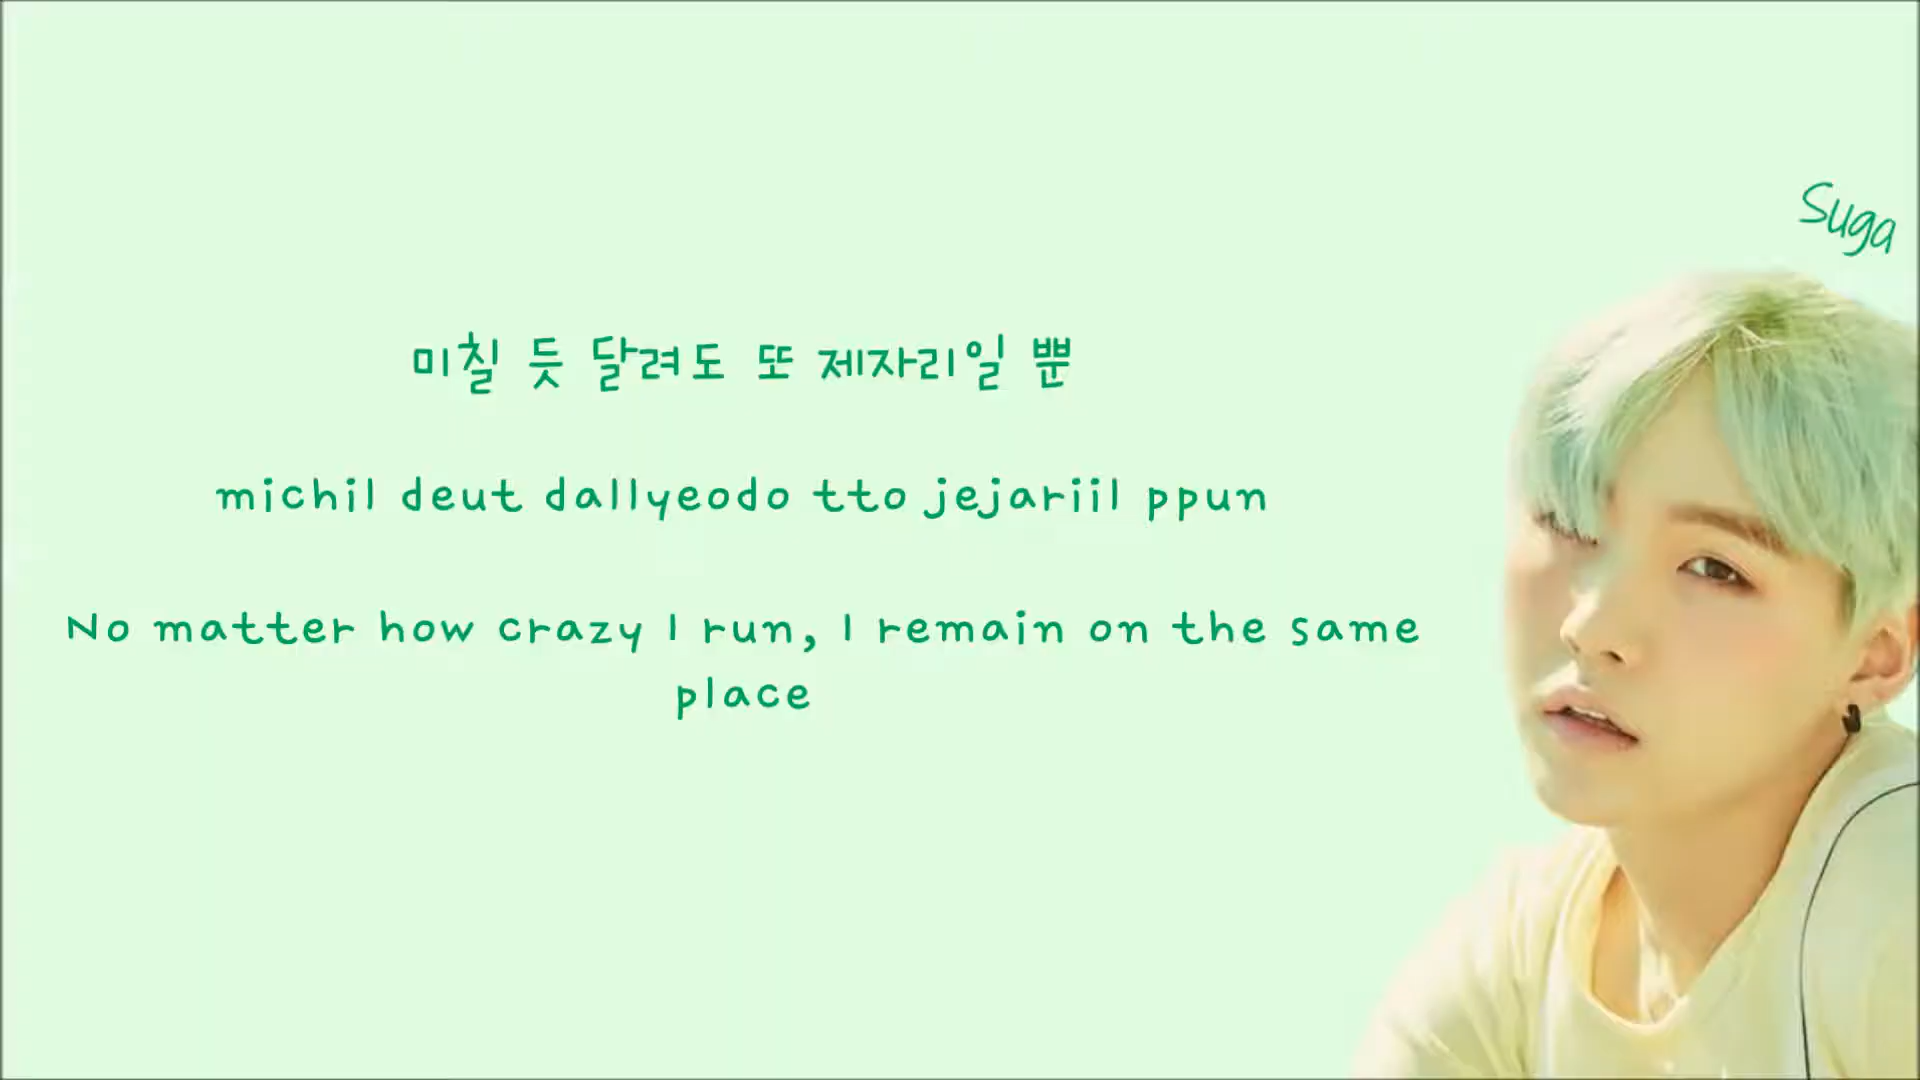 Suga
미칠 듯 달려도 또 제자리일 뿐
michil deut dallyeodo tto jejariil ppun
No matter how crazy I run, I remain on the same
place